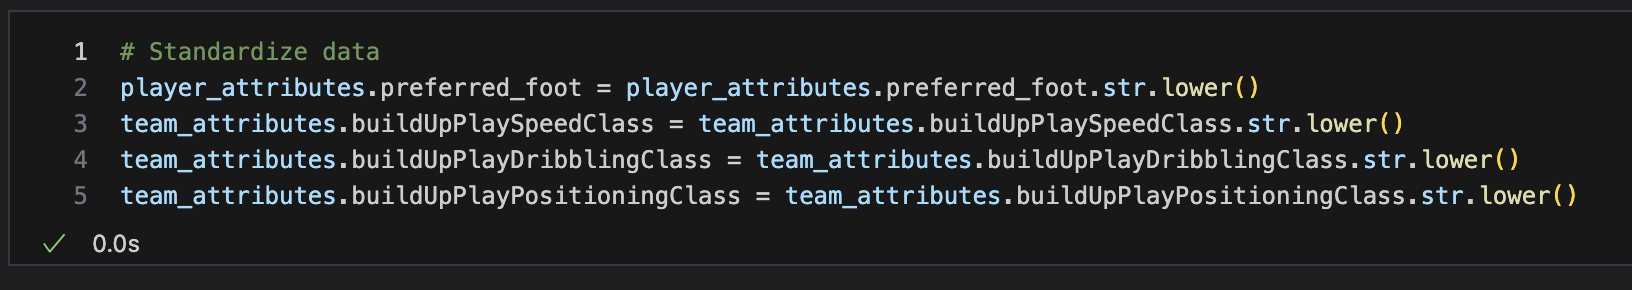 1 # Standardize data
2 player_attributes.preferred_foot = player_attributes.preferred_foot.str.lower()
3 team_attributes.buildUpPlaySpeedClass = team_attributes.buildUpPlaySpeedClass.str.lower()
4 team_attributes.buildUpPlayDribblingClass = team_attributes.buildUpPlayDribblingClass.str.lower()
5 team_attributes.buildUpPlayPositioningClass = team_attributes.buildUpPlayPositioningClass.str.lower()
✓ 0.0s